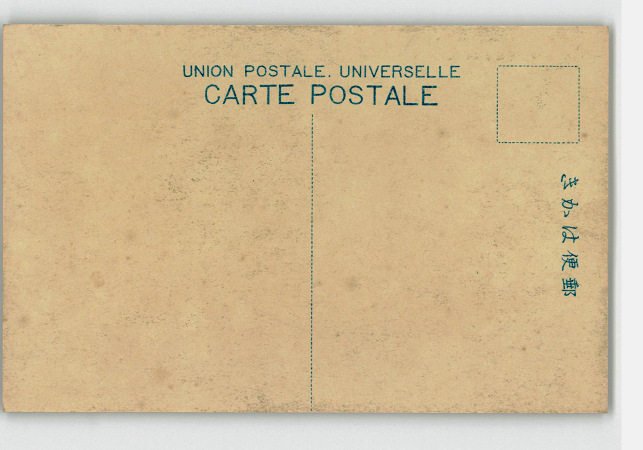 UNION POSTALE. UNIVERSELLE
CARTE POSTALE
郵便はかき